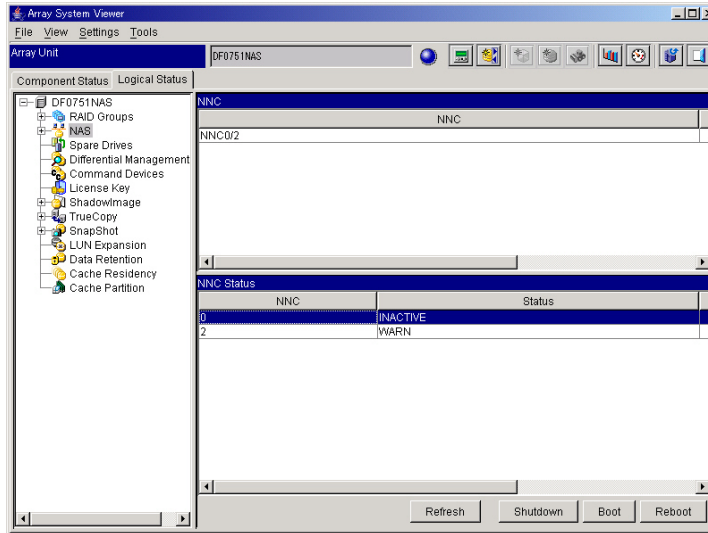 Array System Viewer
File View Settings Tools
Array Unit
DF0751NAS
Component Status Logical Status
DF0751NAS
RAID Groups
NAS
Spare Drives
Differential Management
Command Devices
License Key
ShadowImage
TrueCopy
SnapShot
LUN Expansion
Data Retention
Cache Residency
Cache Partition
NNC
NNC
NNC0/2
NNC Status
NNC Status
0 INACTIVE
2 WARN
Refresh Shutdown Boot Reboot